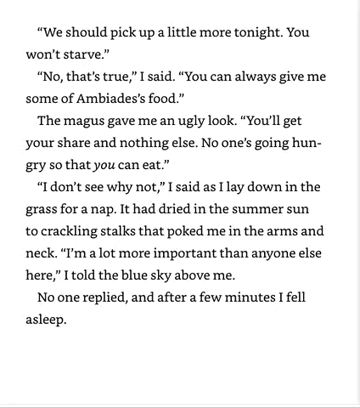 “We should pick up a little more tonight. You
won’t starve.”
“No, that’s true,” I said. “You can always give me
some of Ambiades’s food.”
The magus gave me an ugly look. “You’ll get
your share and nothing else. No one’s going hun-
gry so that you can eat.”
“I don’t see why not,” I said as I lay down in the
grass for a nap. It had dried in the summer sun
to crackling stalks that poked me in the arms and
neck. “I’m a lot more important than anyone else
here,” I told the blue sky above me.
No one replied, and after a few minutes I fell
asleep.